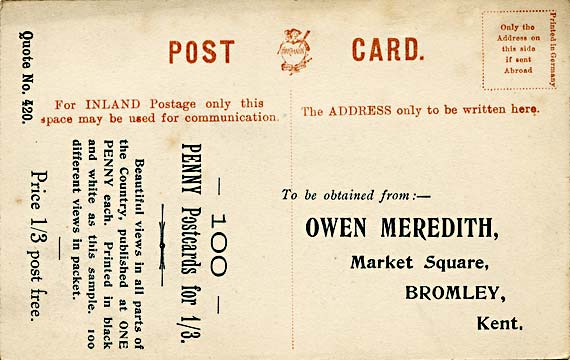 POST CARD.
Only the
Address on
this side
if sent
Abroad
Printed in Germany
For INLAND Postage only this
space may be used for communication.
The ADDRESS only to be written here.
Quote No. 420.
— 100 —
PENNY Postcards for 1/3.
Beautiful views in all parts of
the Country, published at ONE
PENNY each. Printed in black
and white as this sample. 100
different views in packet.
Price 1/3 post free.
To be obtained from:—
OWEN MEREDITH,
Market Square,
BROMLEY,
Kent.